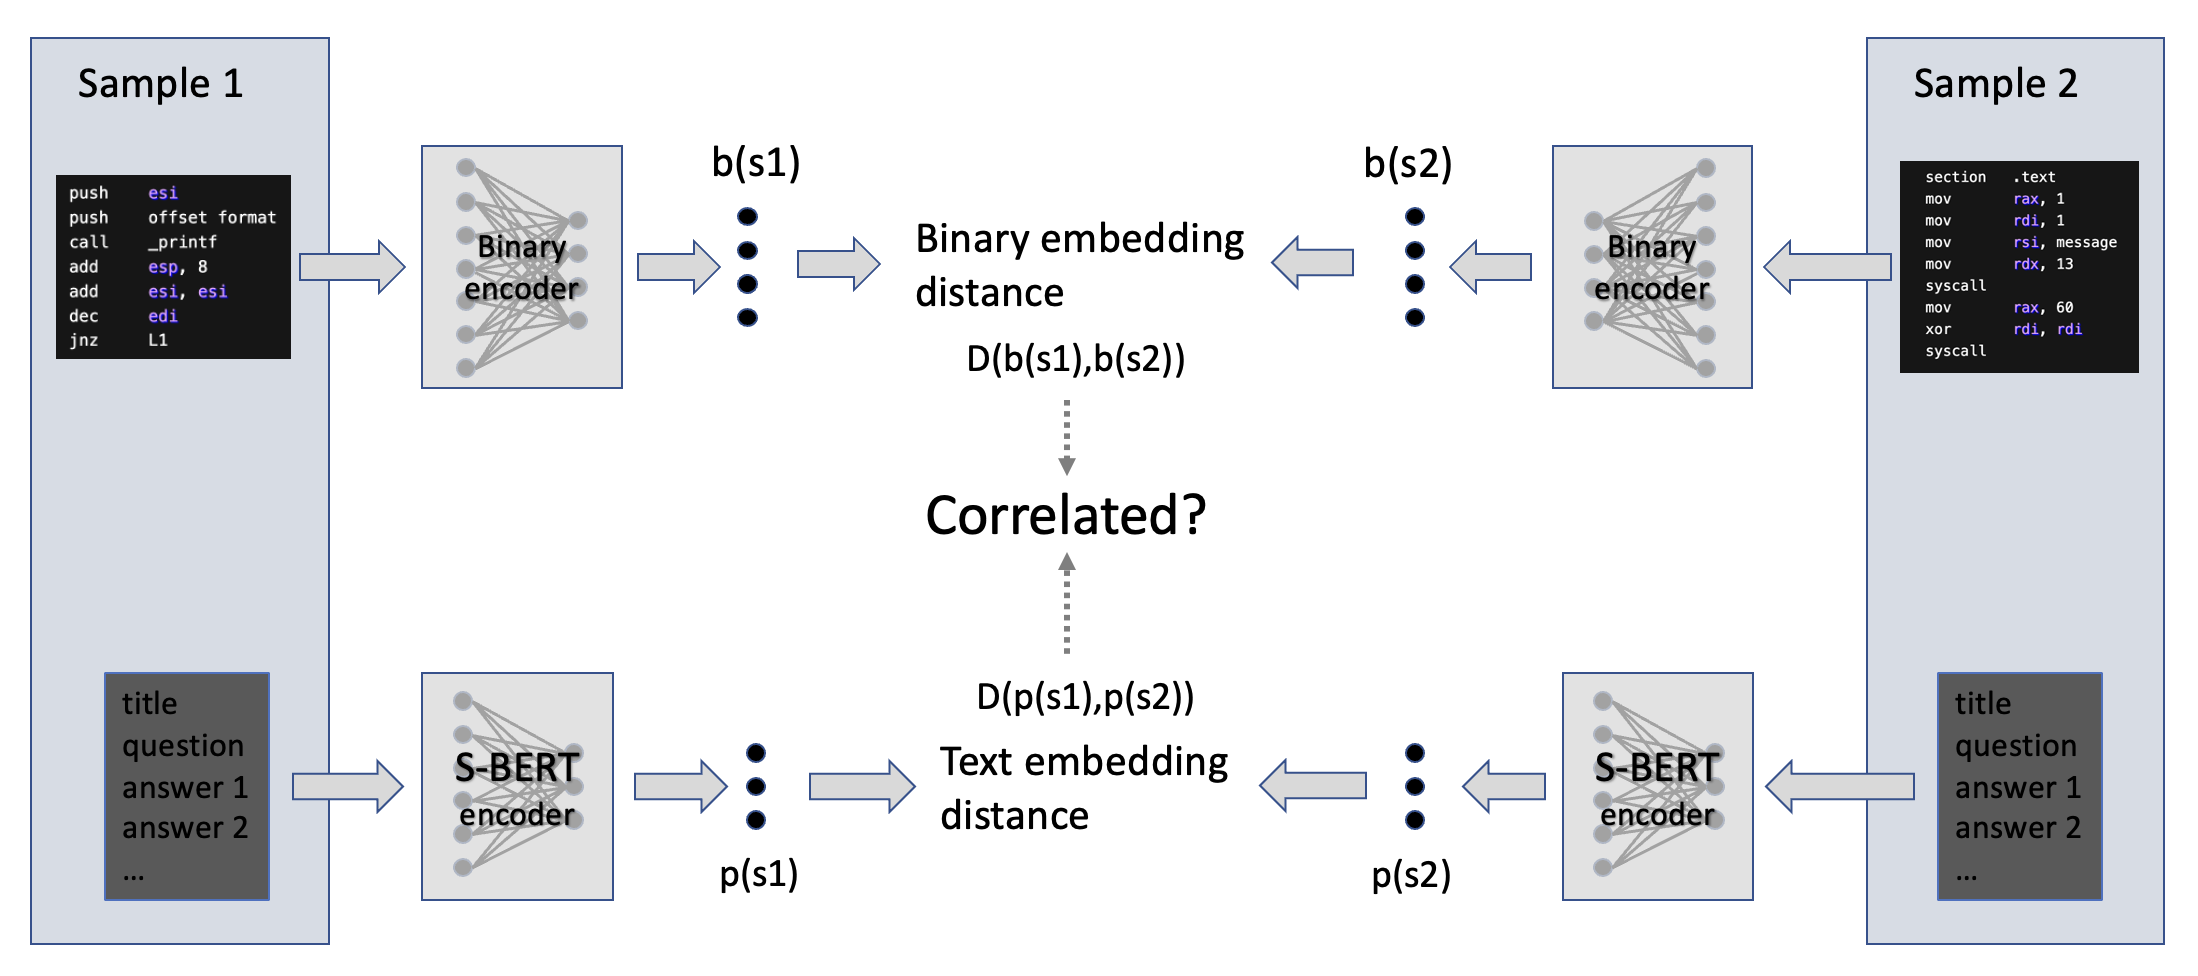 Sample 1
push esi
push offset format
call _printf
add esp, 8
add esi, esi
dec edi
jnz L1
title
question
answer 1
answer 2
...
Binary
encoder
S-BERT
encoder
b(s1)
p(s1)
Binary embedding
distance
D(b(s1),b(s2))
Correlated?
D(p(s1),p(s2))
Text embedding
distance
b(s2)
p(s2)
Binary
encoder
S-BERT
encoder
Sample 2
section .text
mov rax, 1
mov rdi, 1
mov rsi, message
mov rdx, 13
syscall
mov rax, 60
xor rdi, rdi
syscall
title
question
answer 1
answer 2
...